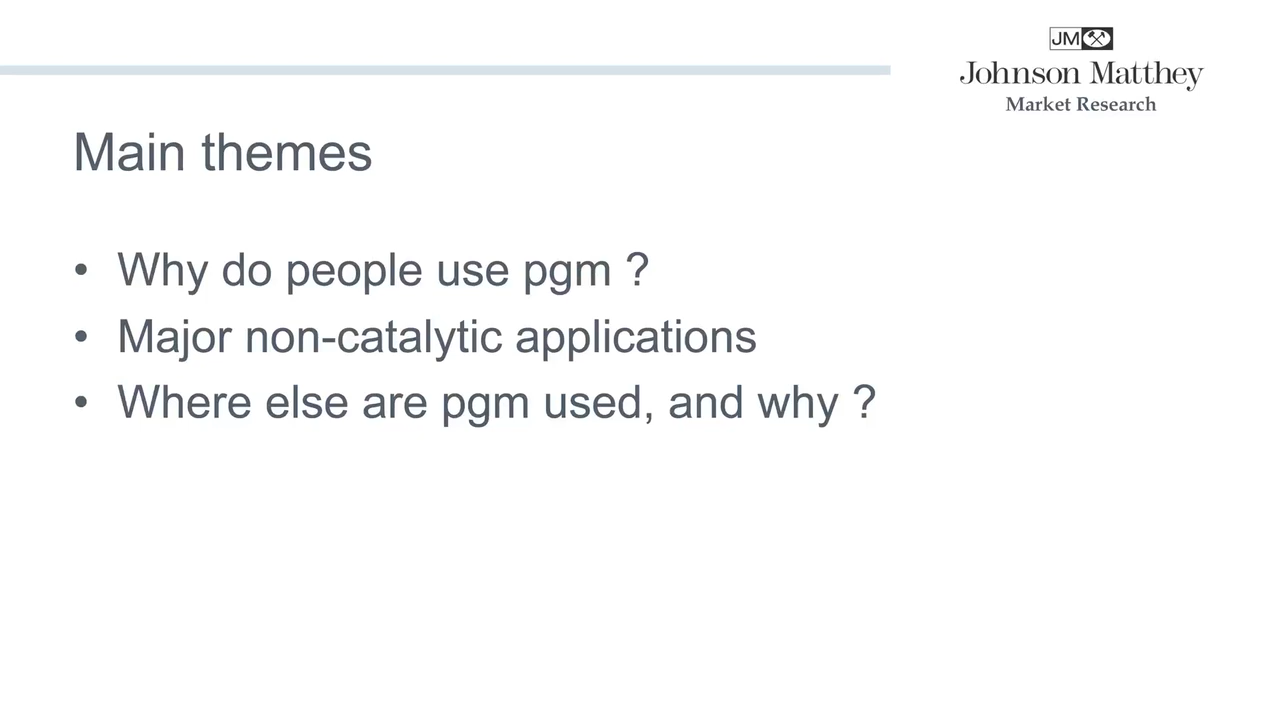 JM
Johnson Matthey
Market Research
Main themes
• Why do people use pgm ?
• Major non-catalytic applications
• Where else are pgm used, and why ?